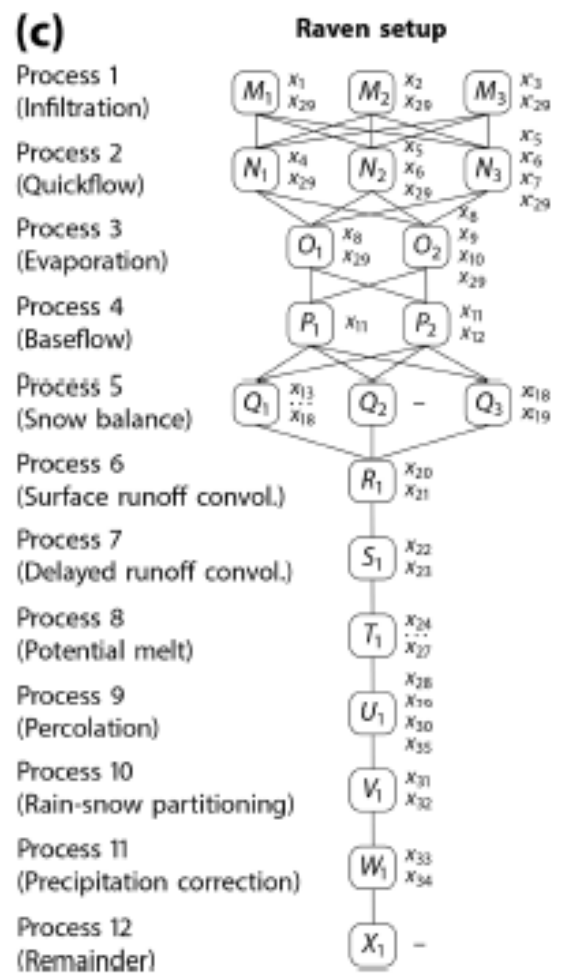 (c) Raven setup
Process 1
(Infiltration)
M1 x1 x29 M2 x2 x29 M3 x3 x29
Process 2
(Quickflow)
N1 x4 x29 N2 x5 x6 x29 N3 x5 x6 x7 x29
Process 3
(Evaporation)
O1 x8 x29 O2 x8 x9 x10 x29
Process 4
(Baseflow)
P1 x11 P2 x11 x12
Process 5
(Snow balance)
Q1 x13 ... x18 Q2 – Q3 x18 x19
Process 6
(Surface runoff convol.)
R1 x20 x21
Process 7
(Delayed runoff convol.)
S1 x22 x23
Process 8
(Potential melt)
T1 x24 ... x27
Process 9
(Percolation)
U1 x28 x29 x30 x35
Process 10
(Rain-snow partitioning)
V1 x31 x32
Process 11
(Precipitation correction)
W1 x33 x34
Process 12
(Remainder)
X1 –